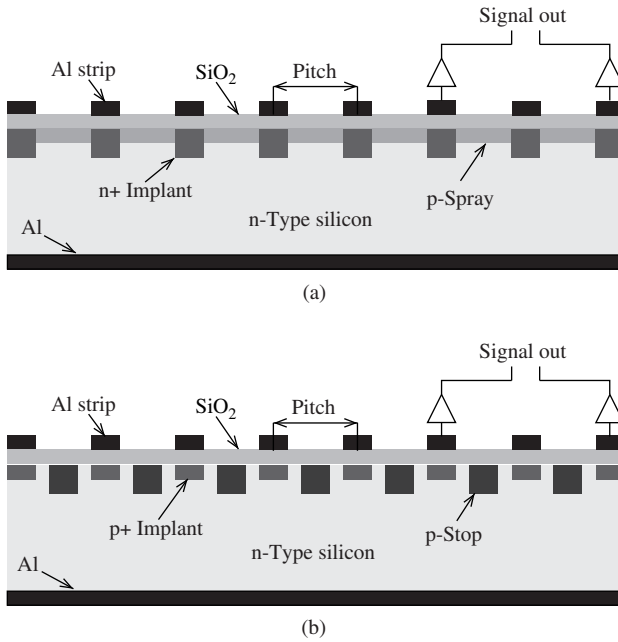 Signal out
Al strip
SiO2
Pitch
n+ Implant
p-Spray
n-Type silicon
Al
(a)
Signal out
Al strip
SiO2
Pitch
p+ Implant
p-Stop
n-Type silicon
Al
(b)